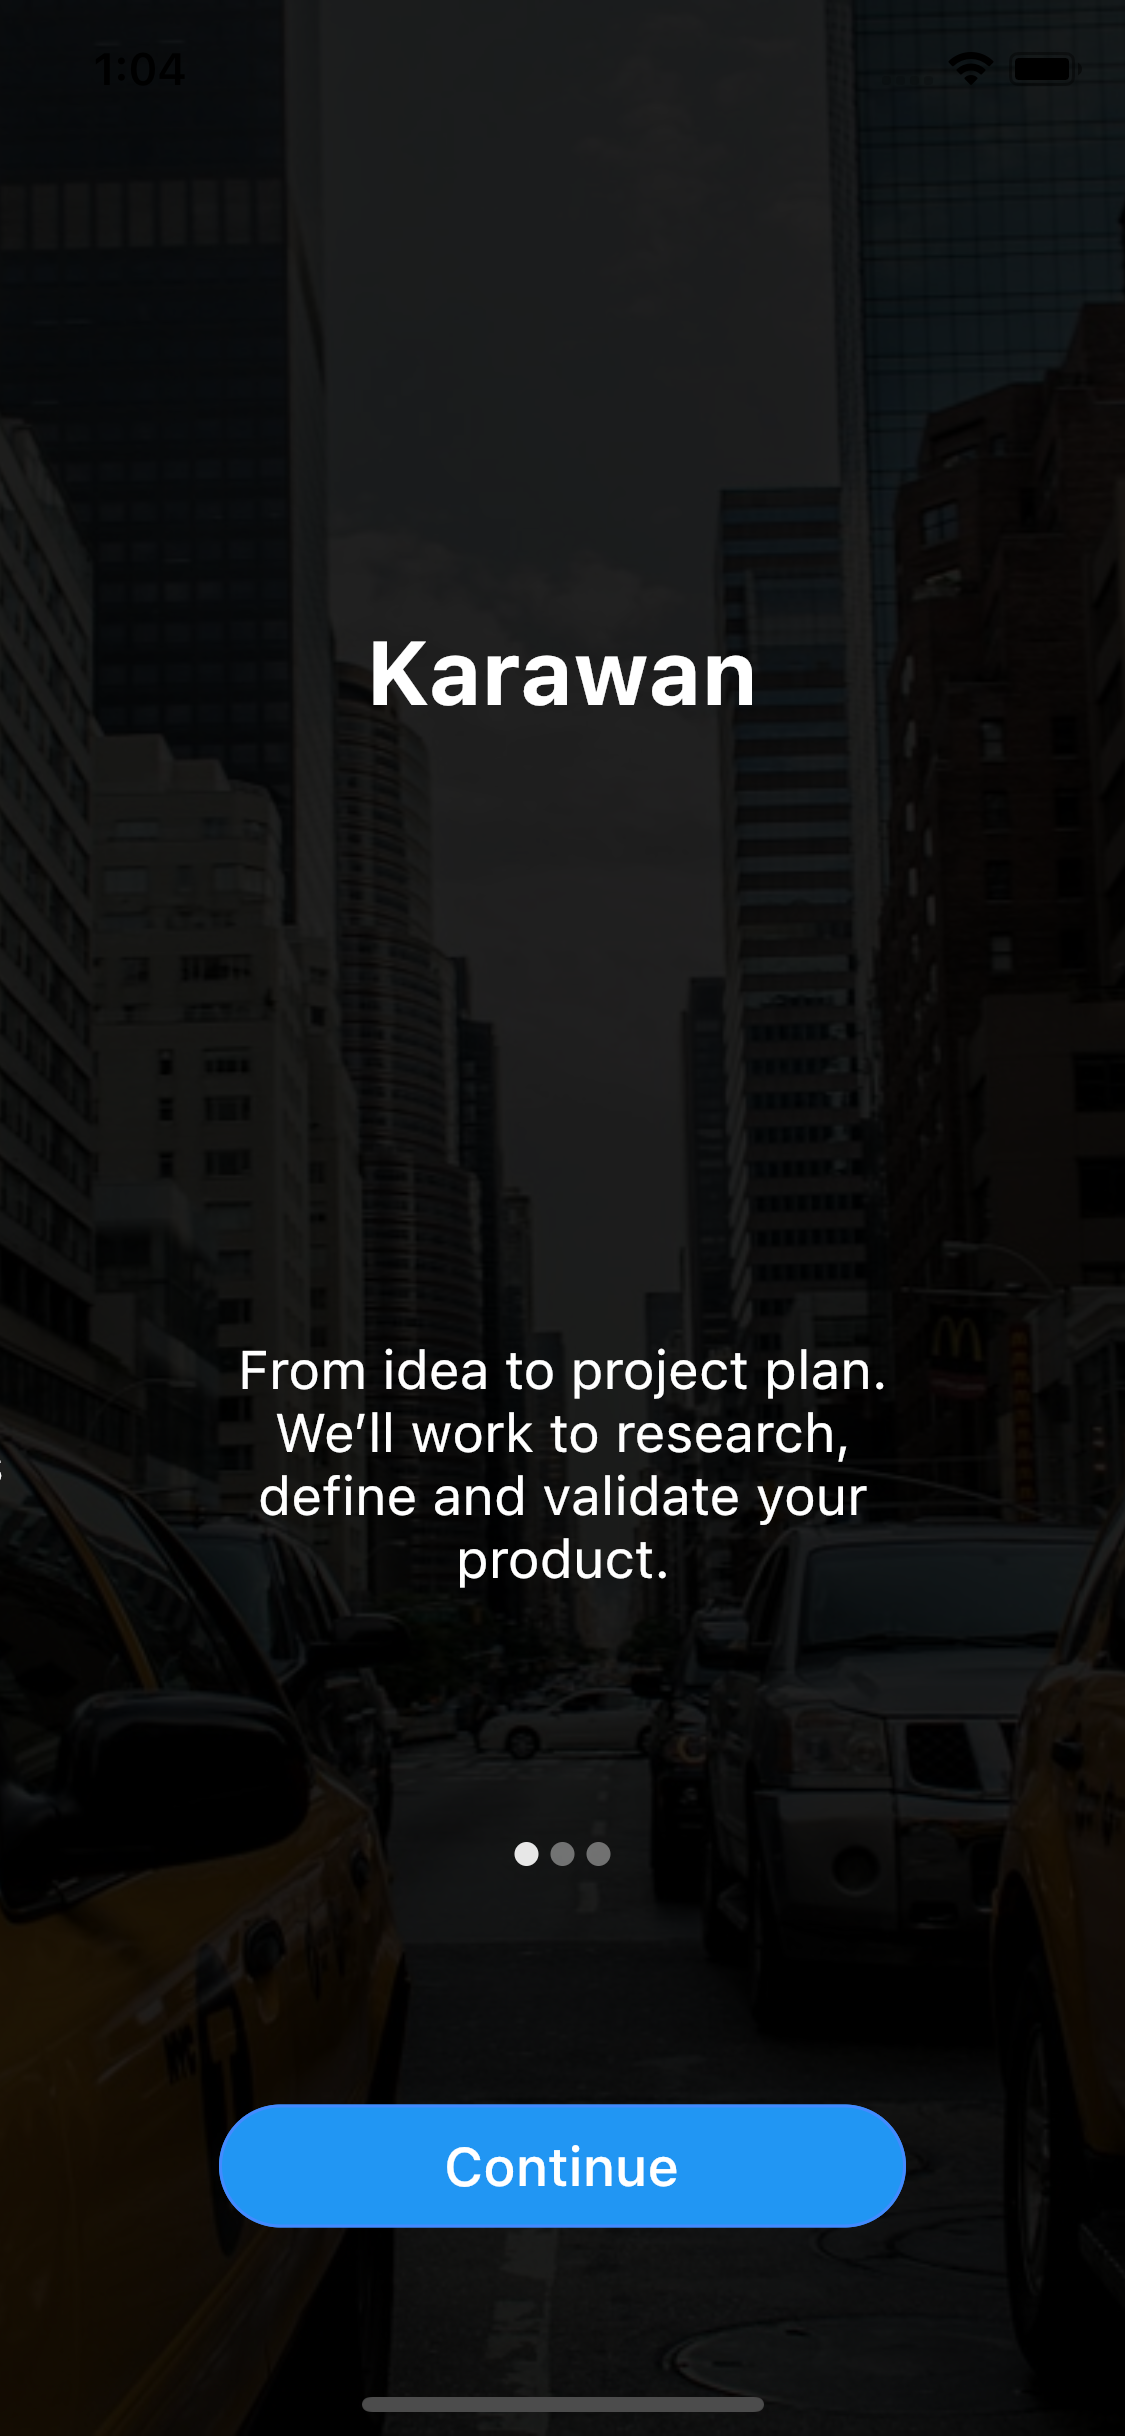 1:04
Karawan
From idea to project plan.
We’ll work to research,
define and validate your
product.
NYC
Continue